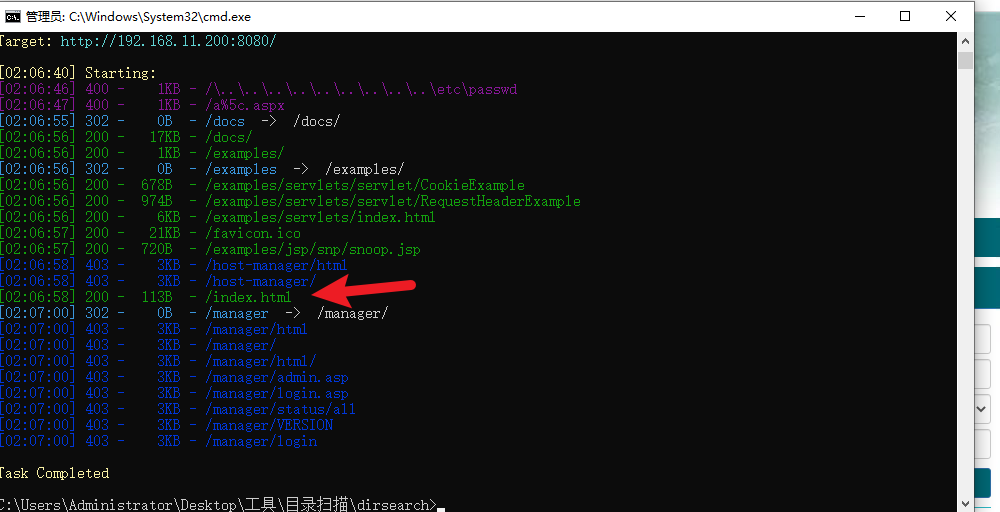 管理员: C:\Windows\System32\cmd.exe
Target: http://192.168.11.200:8080/
[02:06:40] Starting:
[02:06:46] 400 -    1KB - /\..\..\..\..\..\..\..\..\..\etc\passwd
[02:06:47] 400 -    1KB - /a%5c.aspx
[02:06:55] 302 -    0B  - /docs  ->  /docs/
[02:06:56] 200 -   17KB - /docs/
[02:06:56] 200 -    1KB - /examples/
[02:06:56] 302 -    0B  - /examples  ->  /examples/
[02:06:56] 200 -  678B  - /examples/servlets/servlet/CookieExample
[02:06:56] 200 -  974B  - /examples/servlets/servlet/RequestHeaderExample
[02:06:56] 200 -    6KB - /examples/servlets/index.html
[02:06:57] 200 -   21KB - /favicon.ico
[02:06:57] 200 -  720B  - /examples/jsp/snp/snoop.jsp
[02:06:58] 403 -    3KB - /host-manager/html
[02:06:58] 403 -    3KB - /host-manager/
[02:06:58] 200 -  113B  - /index.html
[02:07:00] 302 -    0B  - /manager  ->  /manager/
[02:07:00] 403 -    3KB - /manager/html
[02:07:00] 403 -    3KB - /manager/
[02:07:00] 403 -    3KB - /manager/html/
[02:07:00] 403 -    3KB - /manager/admin.asp
[02:07:00] 403 -    3KB - /manager/login.asp
[02:07:00] 403 -    3KB - /manager/status/all
[02:07:00] 403 -    3KB - /manager/VERSION
[02:07:00] 403 -    3KB - /manager/login
Task Completed
C:\Users\Administrator\Desktop\工具\目录扫描\dirsearch>